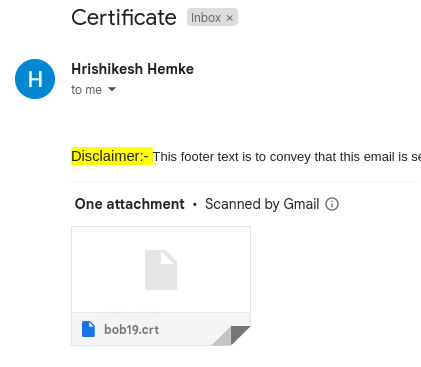 Certificate Inbox ×
H
Hrishikesh Hemke
to me
Disclaimer:- This footer text is to convey that this email is se
One attachment • Scanned by Gmail
bob19.crt